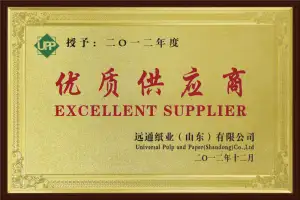 UPP 授予：二〇一二年度
优质供应商
EXCELLENT SUPPLIER
远通纸业（山东）有限公司
Universal Pulp and Paper(Shandong)Co.,Ltd
二〇一二年十二月